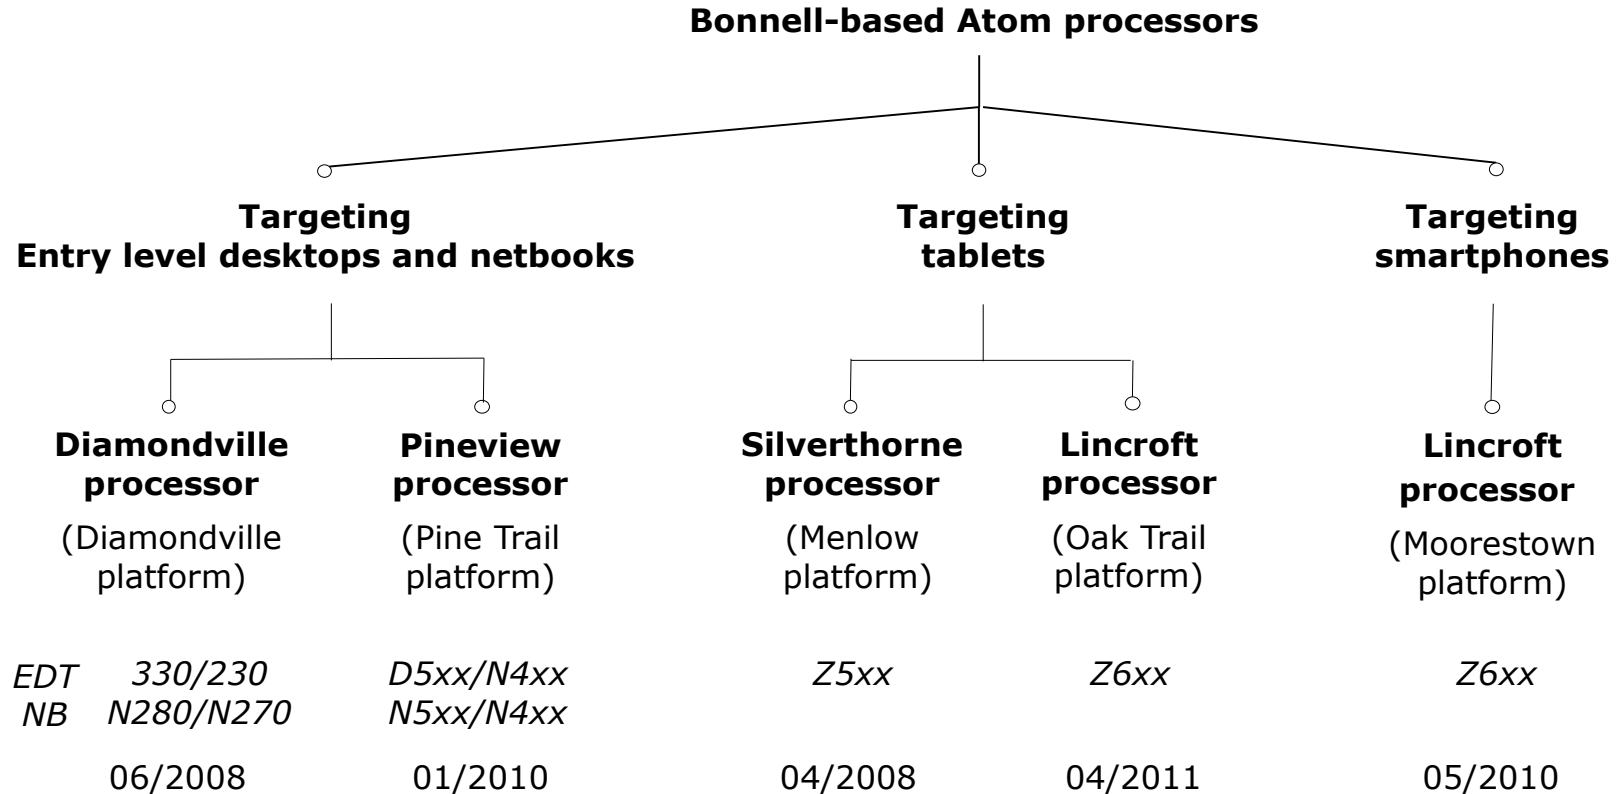 Bonnell-based Atom processors
Targeting
Entry level desktops and netbooks
Targeting
tablets
Targeting
smartphones
Diamondville
processor
(Diamondville
platform)
Pineview
processor
(Pine Trail
platform)
Silverthorne
processor
(Menlow
platform)
Lincroft
processor
(Oak Trail
platform)
Lincroft
processor
(Moorestown
platform)
EDT 330/230 D5xx/N4xx Z5xx Z6xx Z6xx
NB N280/N270 N5xx/N4xx
06/2008 01/2010 04/2008 04/2011 05/2010